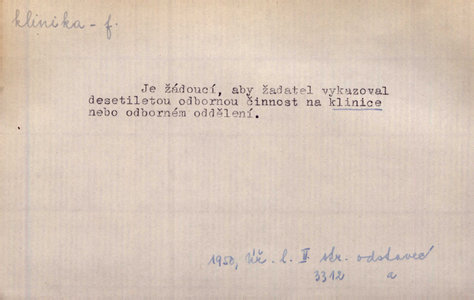 klinika - f.
Je žádoucí, aby žadatel vykazoval
desetiletou odbornou činnost na klinice
nebo odborném oddělení.
1950, Úř. l. II str. odstavec
3312 a